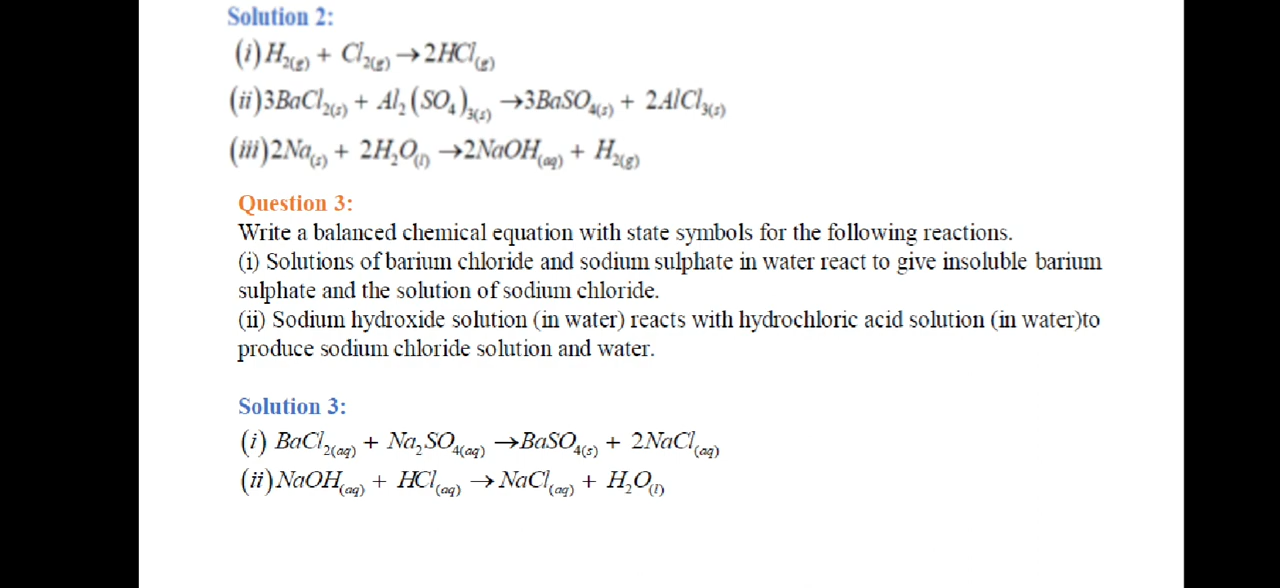 Solution 2:
(i) H₂₍g₎ + Cl₂₍g₎ → 2HCl₍g₎
(ii) 3BaCl₂₍s₎ + Al₂(SO₄)₃₍s₎ → 3BaSO₄₍s₎ + 2AlCl₃₍s₎
(iii) 2Na₍s₎ + 2H₂O₍l₎ → 2NaOH₍aq₎ + H₂₍g₎
Question 3:
Write a balanced chemical equation with state symbols for the following reactions.
(i) Solutions of barium chloride and sodium sulphate in water react to give insoluble barium
sulphate and the solution of sodium chloride.
(ii) Sodium hydroxide solution (in water) reacts with hydrochloric acid solution (in water)to
produce sodium chloride solution and water.
Solution 3:
(i) BaCl₂₍aq₎ + Na₂SO₄₍aq₎ → BaSO₄₍s₎ + 2NaCl₍aq₎
(ii) NaOH₍aq₎ + HCl₍aq₎ → NaCl₍aq₎ + H₂O₍l₎